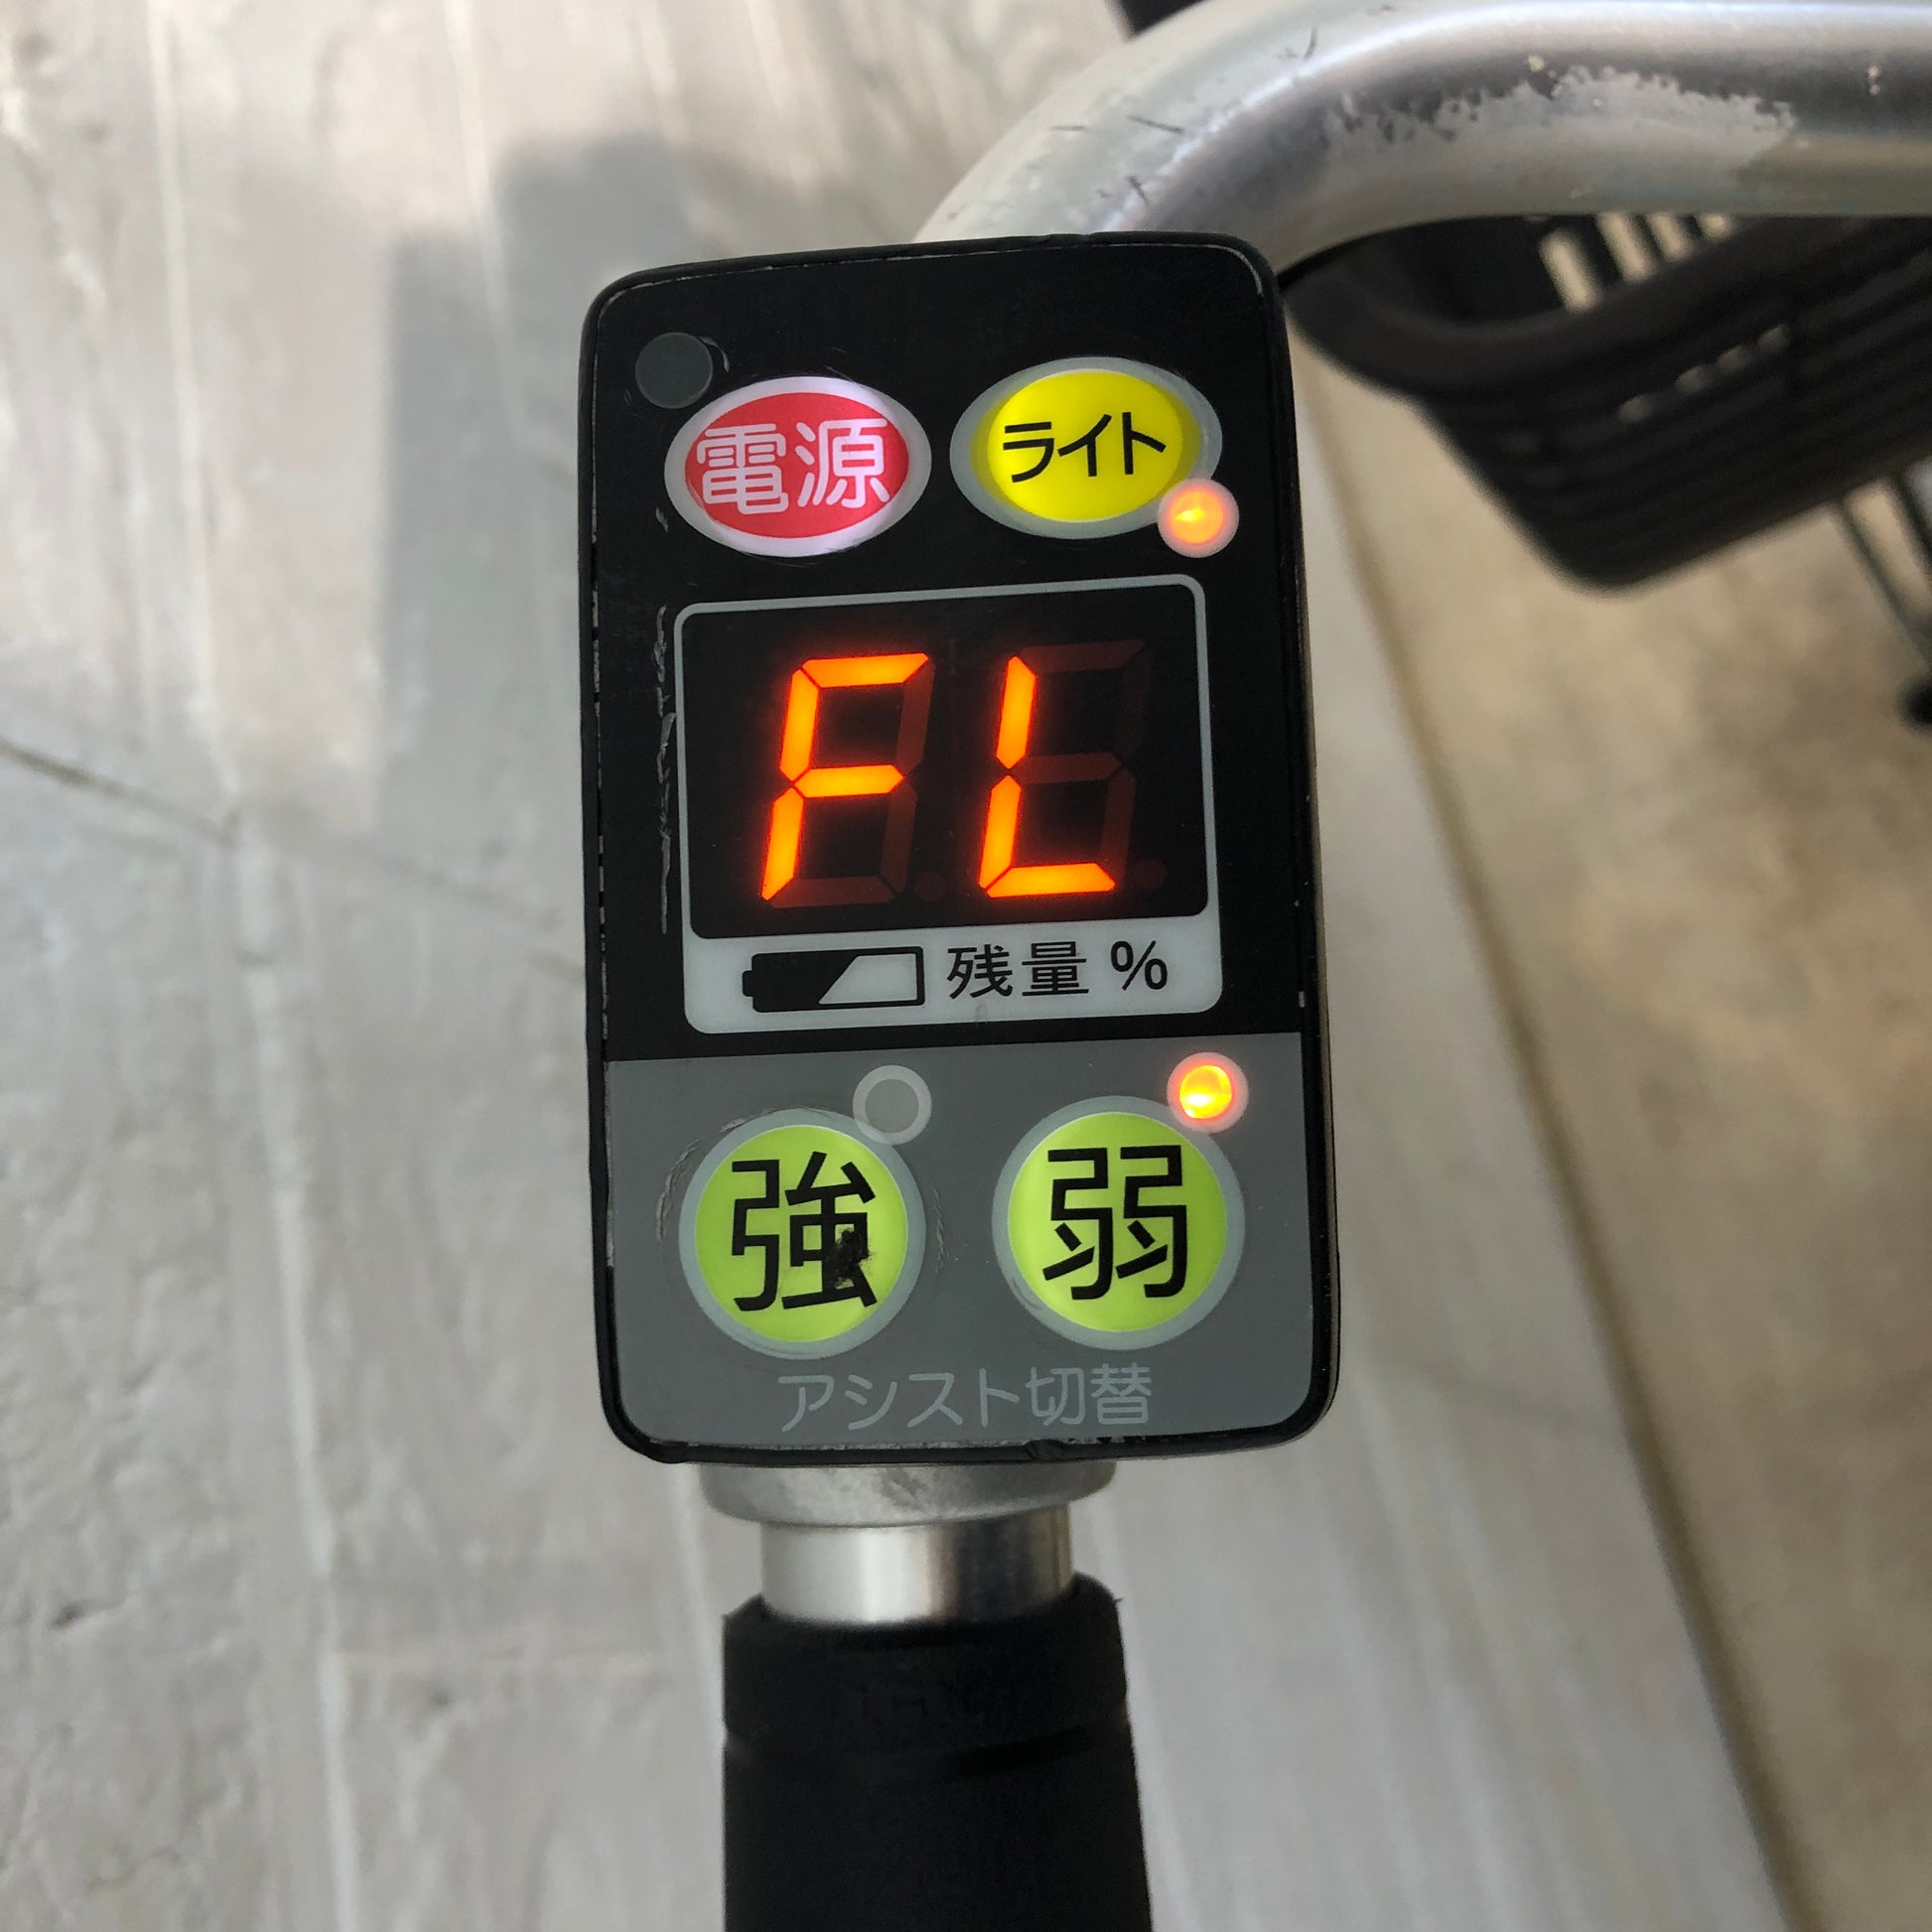 電源 ライト
FL
残量 %
強 弱
アシスト切替